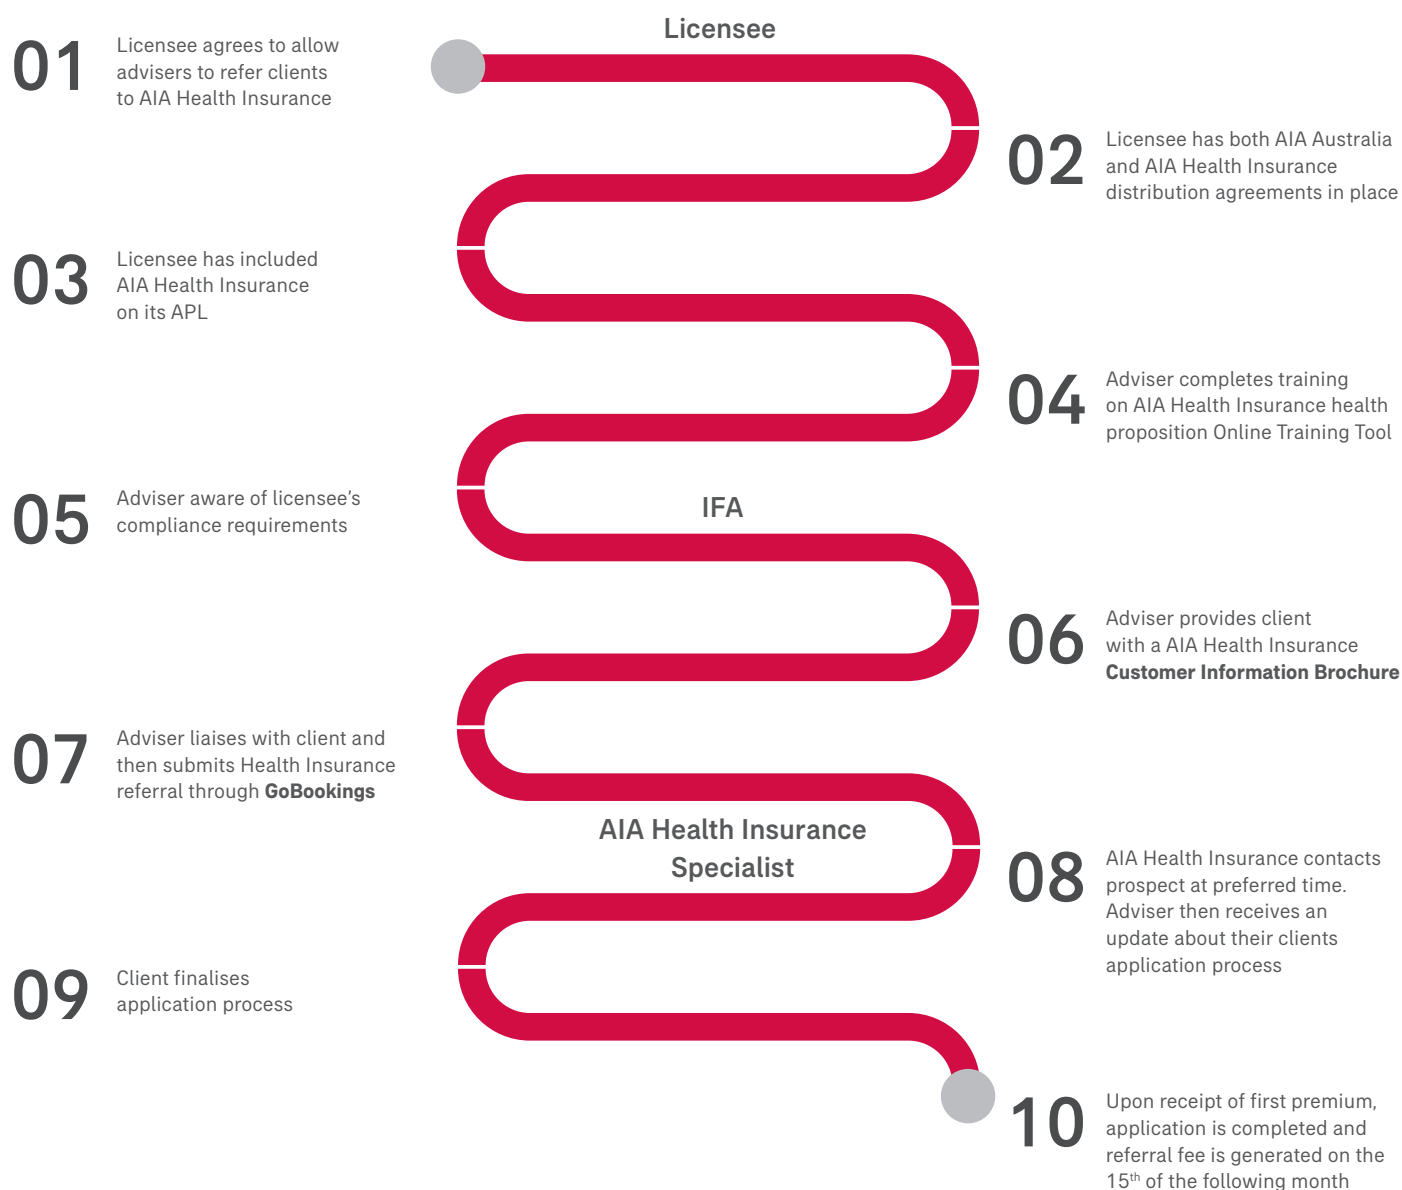 Licensee
01
Licensee agrees to allow
advisers to refer clients
to AIA Health Insurance
02
Licensee has both AIA Australia
and AIA Health Insurance
distribution agreements in place
03
Licensee has included
AIA Health Insurance
on its APL
04
Adviser completes training
on AIA Health Insurance health
proposition Online Training Tool
05
Adviser aware of licensee’s
compliance requirements
IFA
06
Adviser provides client
with a AIA Health Insurance
Customer Information Brochure
07
Adviser liaises with client and
then submits Health Insurance
referral through GoBookings
AIA Health Insurance
Specialist
08
AIA Health Insurance contacts
prospect at preferred time.
Adviser then receives an
update about their clients
application process
09
Client finalises
application process
10
Upon receipt of first premium,
application is completed and
referral fee is generated on the
15th of the following month